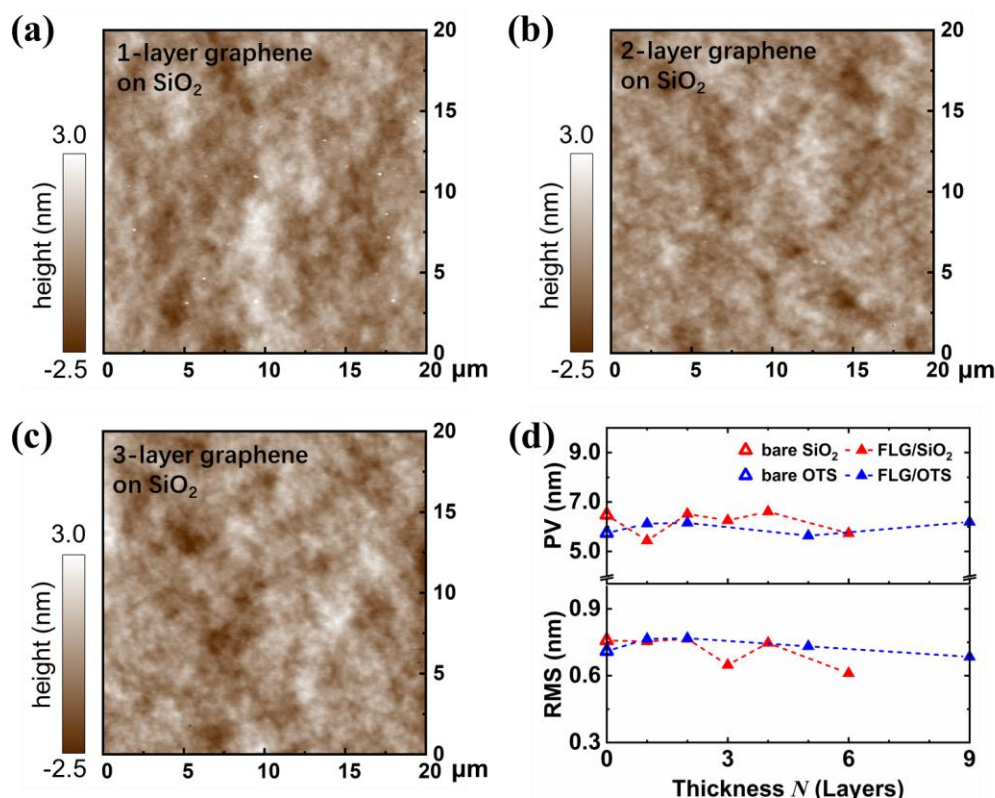 (a)
1-layer graphene
on SiO₂
3.0
height (nm)
-2.5
20
15
10
5
0
0 5 10 15 20 μm
(b)
2-layer graphene
on SiO₂
3.0
height (nm)
-2.5
20
15
10
5
0
0 5 10 15 20 μm
(c)
3-layer graphene
on SiO₂
3.0
height (nm)
-2.5
20
15
10
5
0
0 5 10 15 20 μm
(d)
bare SiO₂ FLG/SiO₂
bare OTS FLG/OTS
PV (nm)
9.0
7.0
5.0
RMS (nm)
0.9
0.6
0.3
0 3 6 9
Thickness N (Layers)